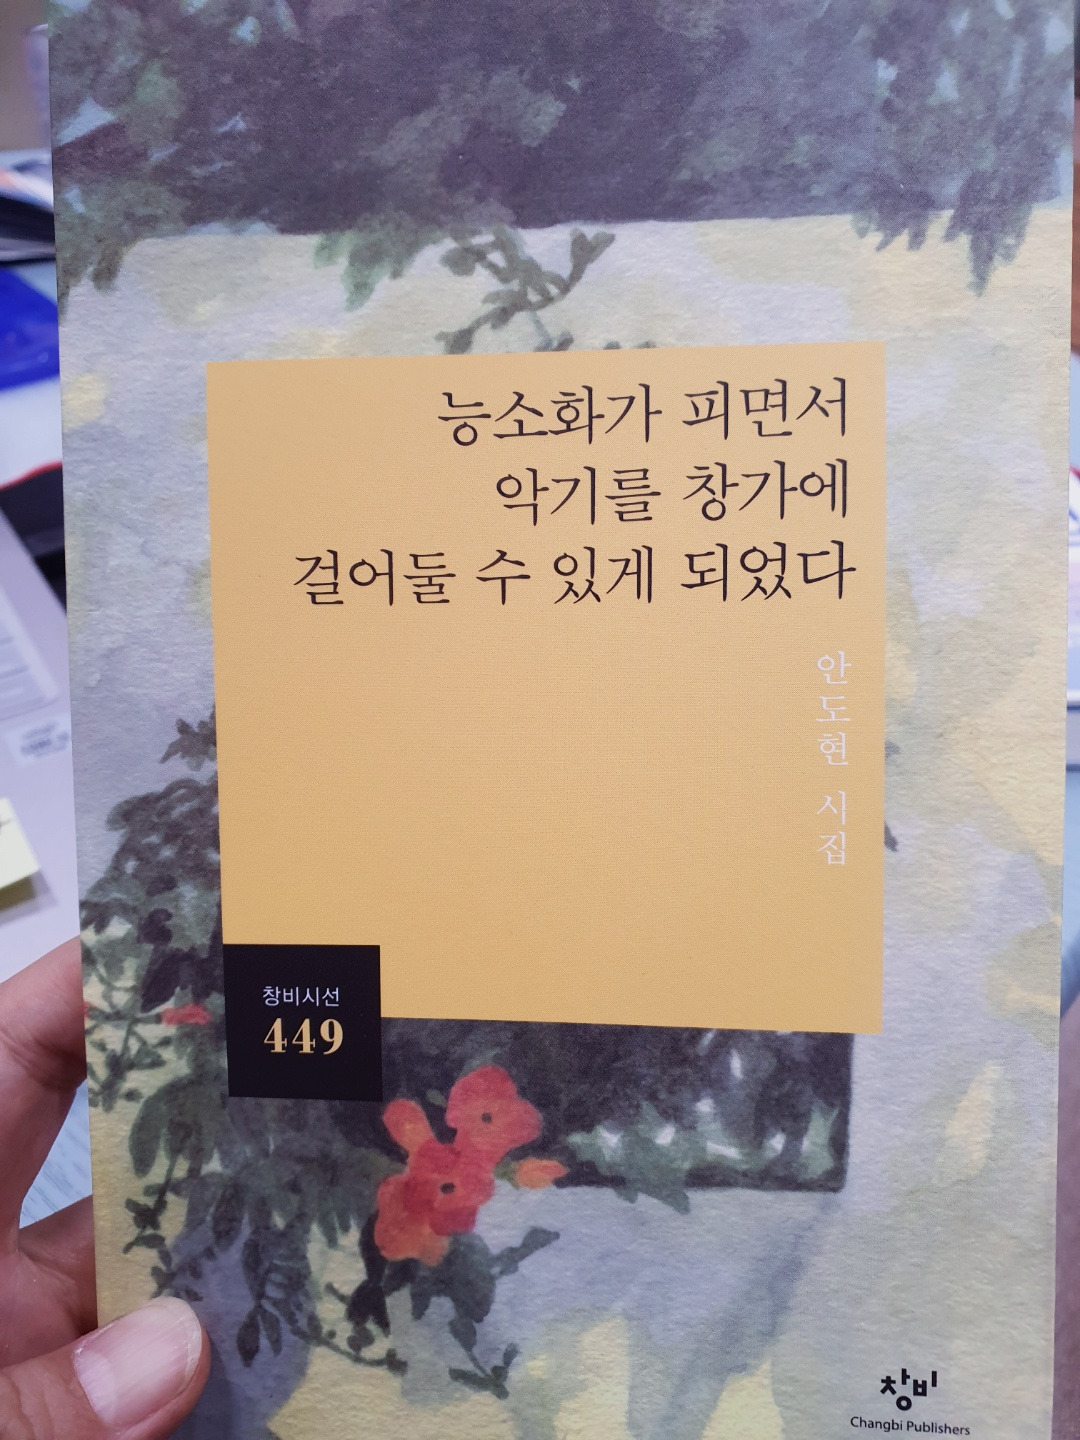 능소화가 피면서
악기를 창가에
걸어둘 수 있게 되었다
안도현 시집
창비시선
449
창비
Changbi Publishers